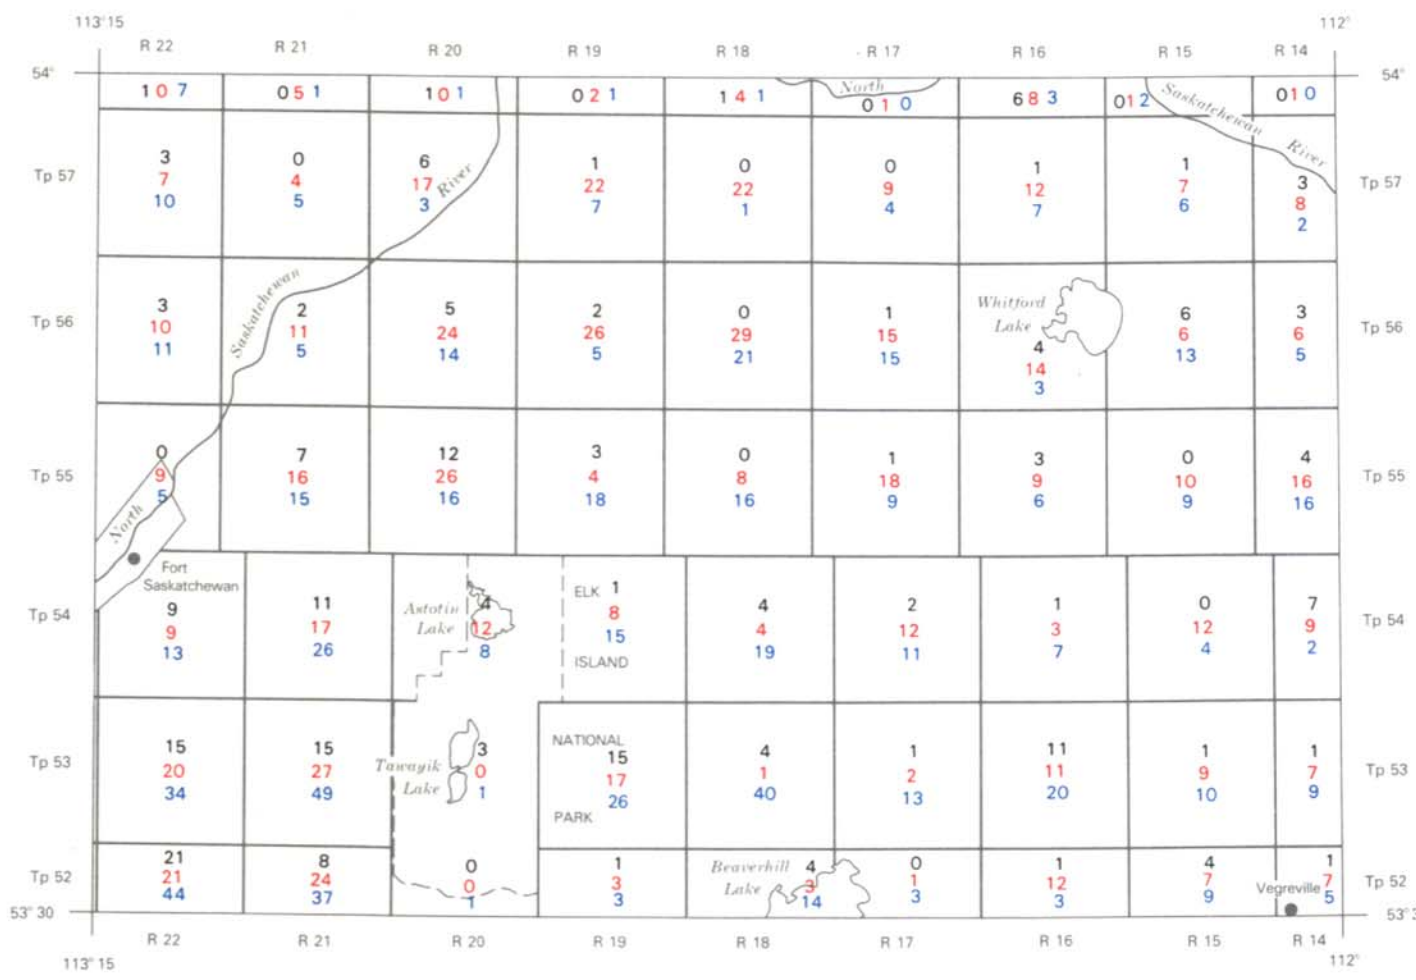 113° 15
112°
R 22 R 21 R 20 R 19 R 18 R 17 R 16 R 15 R 14
54° 54°
1 0 7 0 5 1 1 0 1 0 2 1 1 4 1 North 0 1 0 6 8 3 0 1 2 Saskatchewan 0 1 0
River
3 0 6 1 0 0 1 1 3
Tp 57 7 4 17 River 22 22 9 12 7 8 Tp 57
10 5 3 7 1 4 7 6 2
Saskatchewan
Whitford
Lake
3 2 5 2 0 1 4 6 3
Tp 56 10 11 24 26 29 15 14 6 6 Tp 56
11 5 14 5 21 15 3 13 5
0 7 12 3 0 1 3 0 4
Tp 55 9 16 26 4 8 18 9 10 16 Tp 55
5 15 16 18 16 9 6 9 16
North
Fort
Saskatchewan
Astotin
Lake
ELK
9 11 4 1 4 2 1 0 7
Tp 54 9 17 12 8 4 12 3 12 9 Tp 54
13 26 8 15 19 11 7 4 2
ISLAND
NATIONAL
Tawayik
Lake
15 15 3 15 4 1 11 1 1
Tp 53 20 27 0 17 1 2 11 9 7 Tp 53
34 49 1 26 40 13 20 10 9
PARK
Beaverhill
Lake
21 8 0 1 4 0 1 4 1
Tp 52 21 24 0 3 3 1 12 7 Vegreville 7 Tp 52
44 37 1 3 14 3 3 9 5
53° 30 53° 3
R 22 R 21 R 20 R 19 R 18 R 17 R 16 R 15 R 14
113° 15
112°